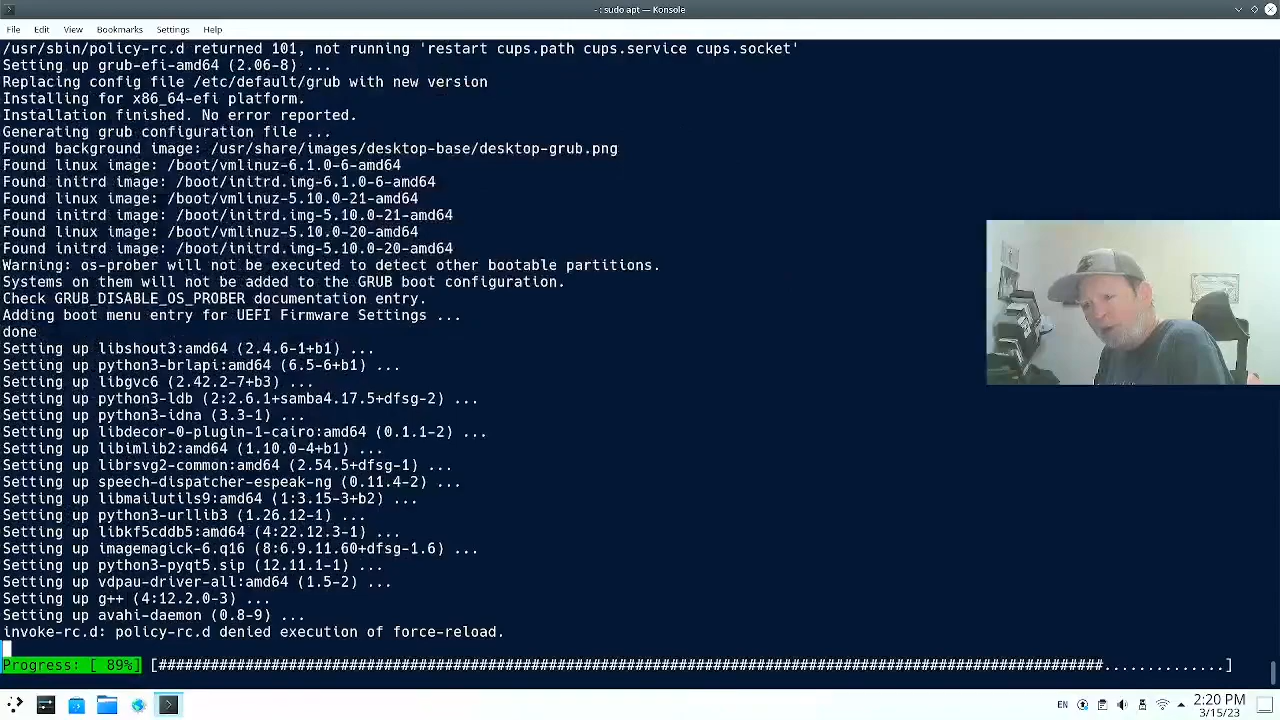 ~ : sudo apt — Konsole
File Edit View Bookmarks Settings Help
/usr/sbin/policy-rc.d returned 101, not running 'restart cups.path cups.service cups.socket'
Setting up grub-efi-amd64 (2.06-8) ...
Replacing config file /etc/default/grub with new version
Installing for x86_64-efi platform.
Installation finished. No error reported.
Generating grub configuration file ...
Found background image: /usr/share/images/desktop-base/desktop-grub.png
Found linux image: /boot/vmlinuz-6.1.0-6-amd64
Found initrd image: /boot/initrd.img-6.1.0-6-amd64
Found linux image: /boot/vmlinuz-5.10.0-21-amd64
Found initrd image: /boot/initrd.img-5.10.0-21-amd64
Found linux image: /boot/vmlinuz-5.10.0-20-amd64
Found initrd image: /boot/initrd.img-5.10.0-20-amd64
Warning: os-prober will not be executed to detect other bootable partitions.
Systems on them will not be added to the GRUB boot configuration.
Check GRUB_DISABLE_OS_PROBER documentation entry.
Adding boot menu entry for UEFI Firmware Settings ...
done
Setting up libshout3:amd64 (2.4.6-1+b1) ...
Setting up python3-brlapi:amd64 (6.5-6+b1) ...
Setting up libgvc6 (2.42.2-7+b3) ...
Setting up python3-ldb (2:2.6.1+samba4.17.5+dfsg-2) ...
Setting up python3-idna (3.3-1) ...
Setting up libdecor-0-plugin-1-cairo:amd64 (0.1.1-2) ...
Setting up libimlib2:amd64 (1.10.0-4+b1) ...
Setting up librsvg2-common:amd64 (2.54.5+dfsg-1) ...
Setting up speech-dispatcher-espeak-ng (0.11.4-2) ...
Setting up libmailutils9:amd64 (1:3.15-3+b2) ...
Setting up python3-urllib3 (1.26.12-1) ...
Setting up libkf5cddb5:amd64 (4:22.12.3-1) ...
Setting up imagemagick-6.q16 (8:6.9.11.60+dfsg-1.6) ...
Setting up python3-pyqt5.sip (12.11.1-1) ...
Setting up vdpau-driver-all:amd64 (1.5-2) ...
Setting up g++ (4:12.2.0-3) ...
Setting up avahi-daemon (0.8-9) ...
invoke-rc.d: policy-rc.d denied execution of force-reload.
Progress: [ 89%] [#############################################################################################################..............]
EN 2:20 PM
3/15/23